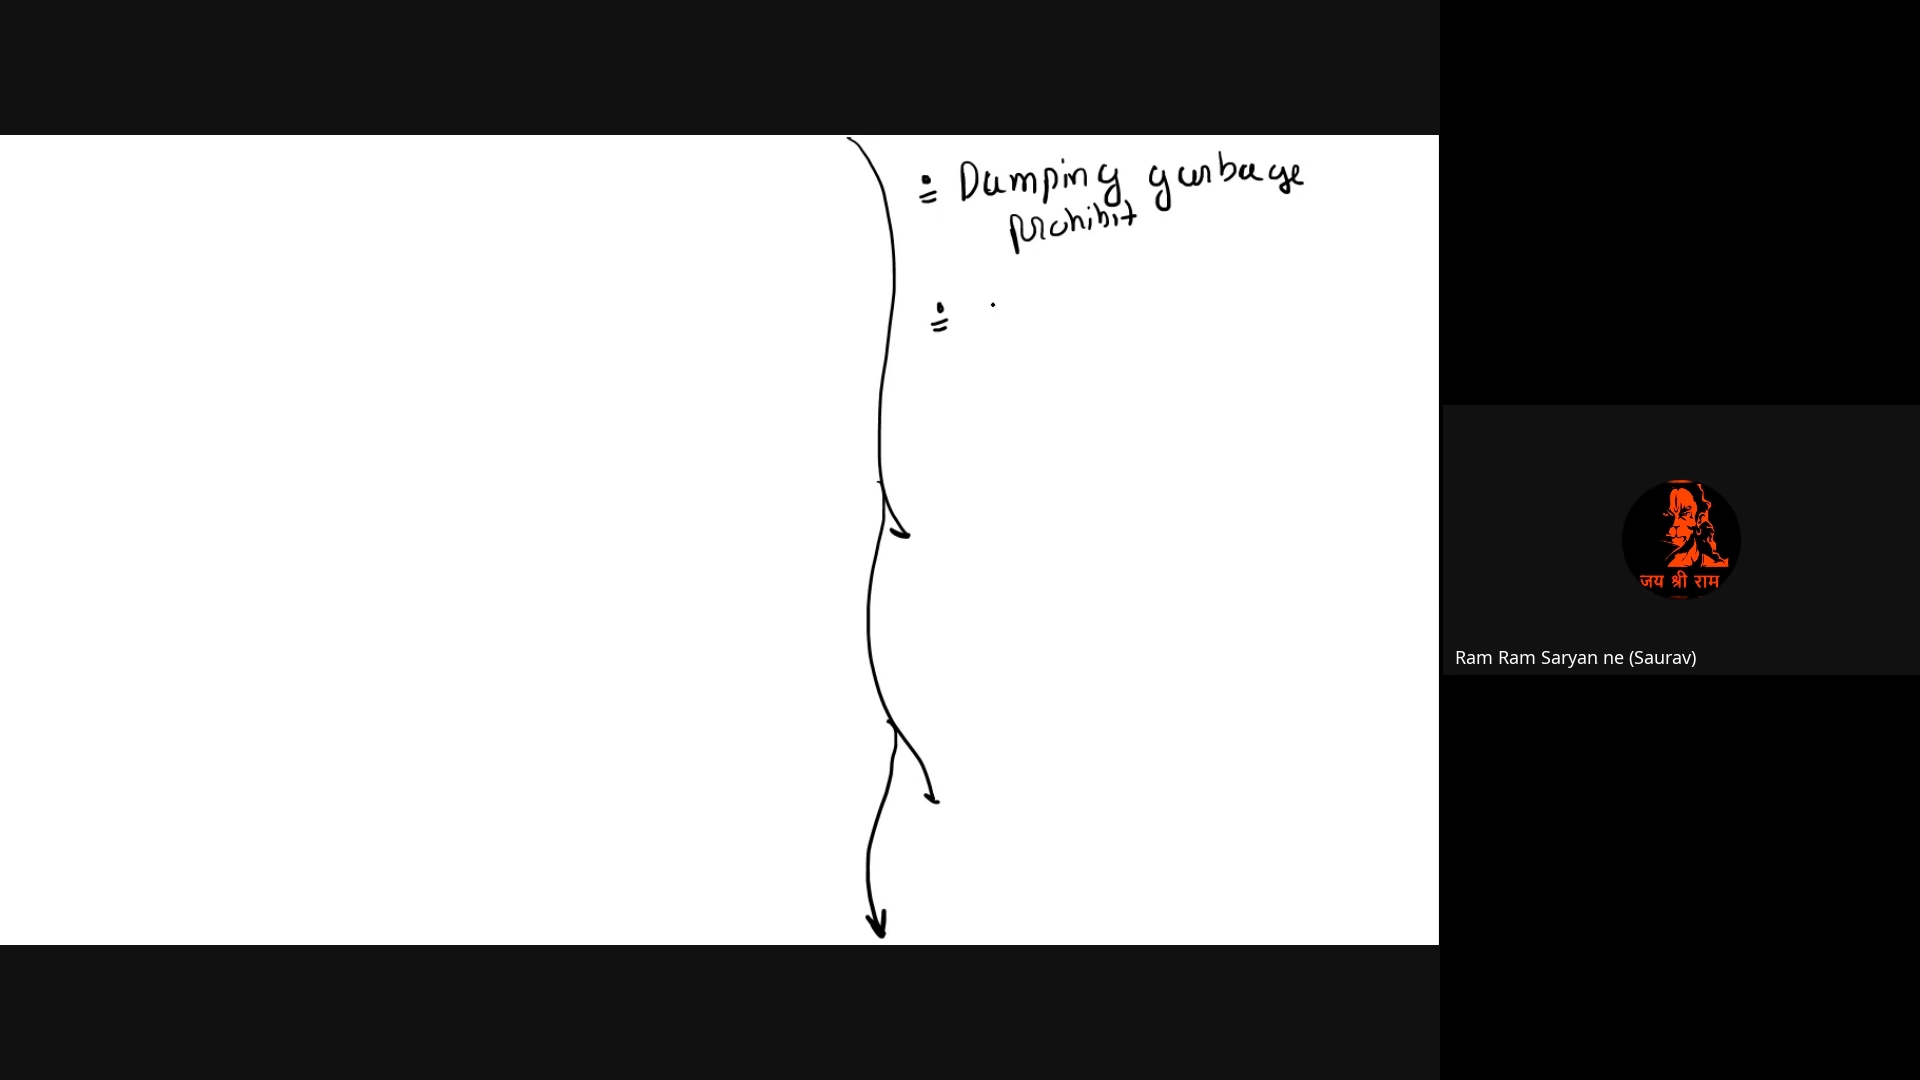 Dumping garbage
Prohibit
जय श्री राम
Ram Ram Saryan ne (Saurav)